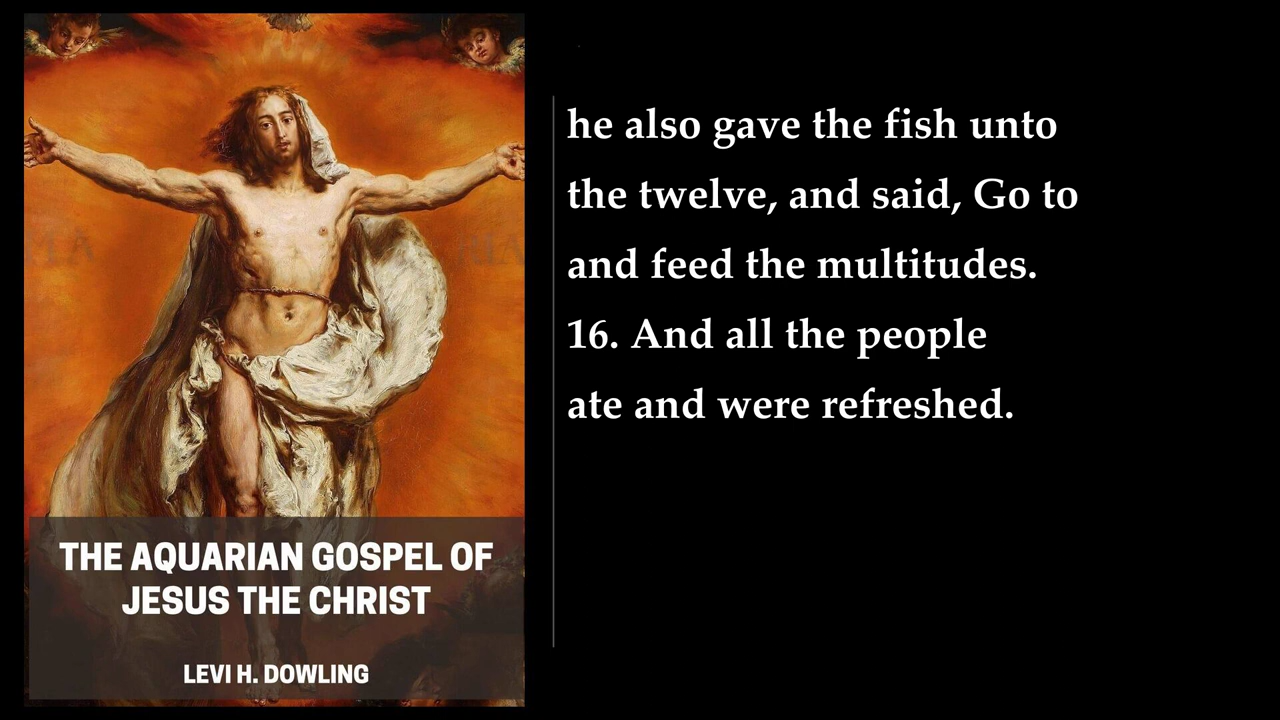 he also gave the fish unto
the twelve, and said, Go to
and feed the multitudes.
16. And all the people
ate and were refreshed.
THE AQUARIAN GOSPEL OF
JESUS THE CHRIST
LEVI H. DOWLING